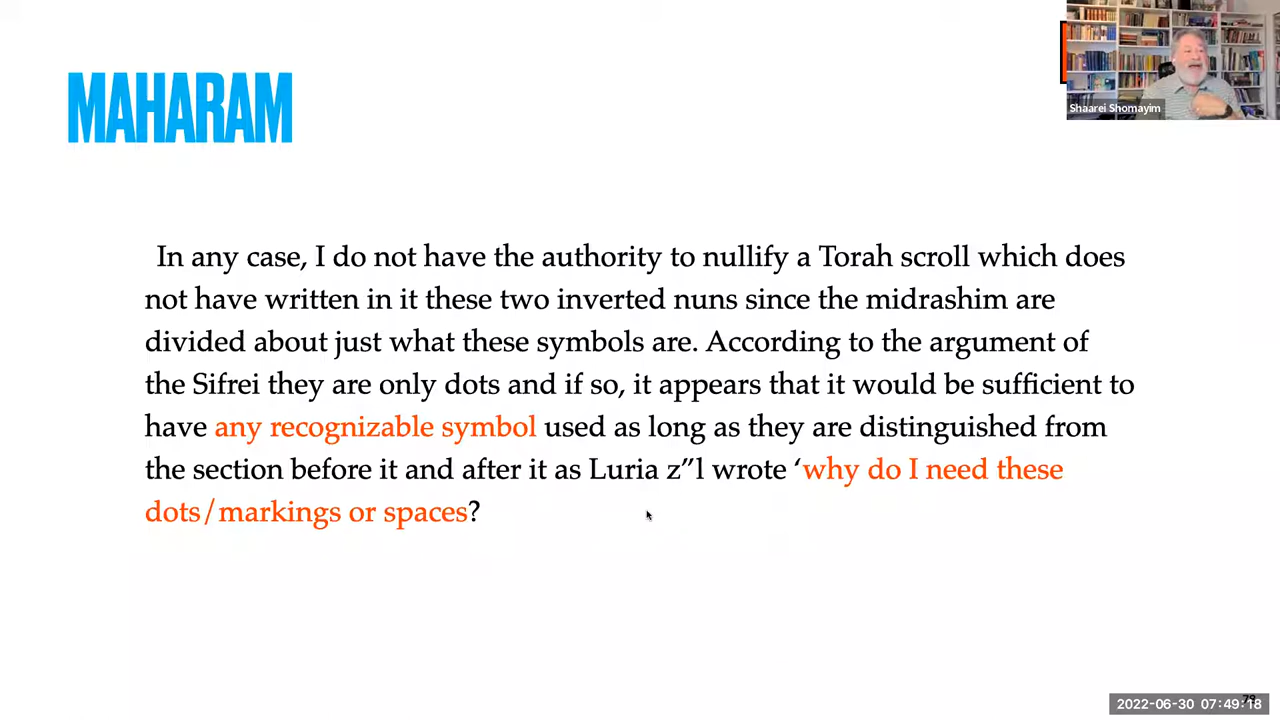 MAHARAM
Shaarei Shomayim
In any case, I do not have the authority to nullify a Torah scroll which does
not have written in it these two inverted nuns since the midrashim are
divided about just what these symbols are. According to the argument of
the Sifrei they are only dots and if so, it appears that it would be sufficient to
have any recognizable symbol used as long as they are distinguished from
the section before it and after it as Luria z”l wrote ‘why do I need these
dots/markings or spaces?
2022-06-30 07:49:18